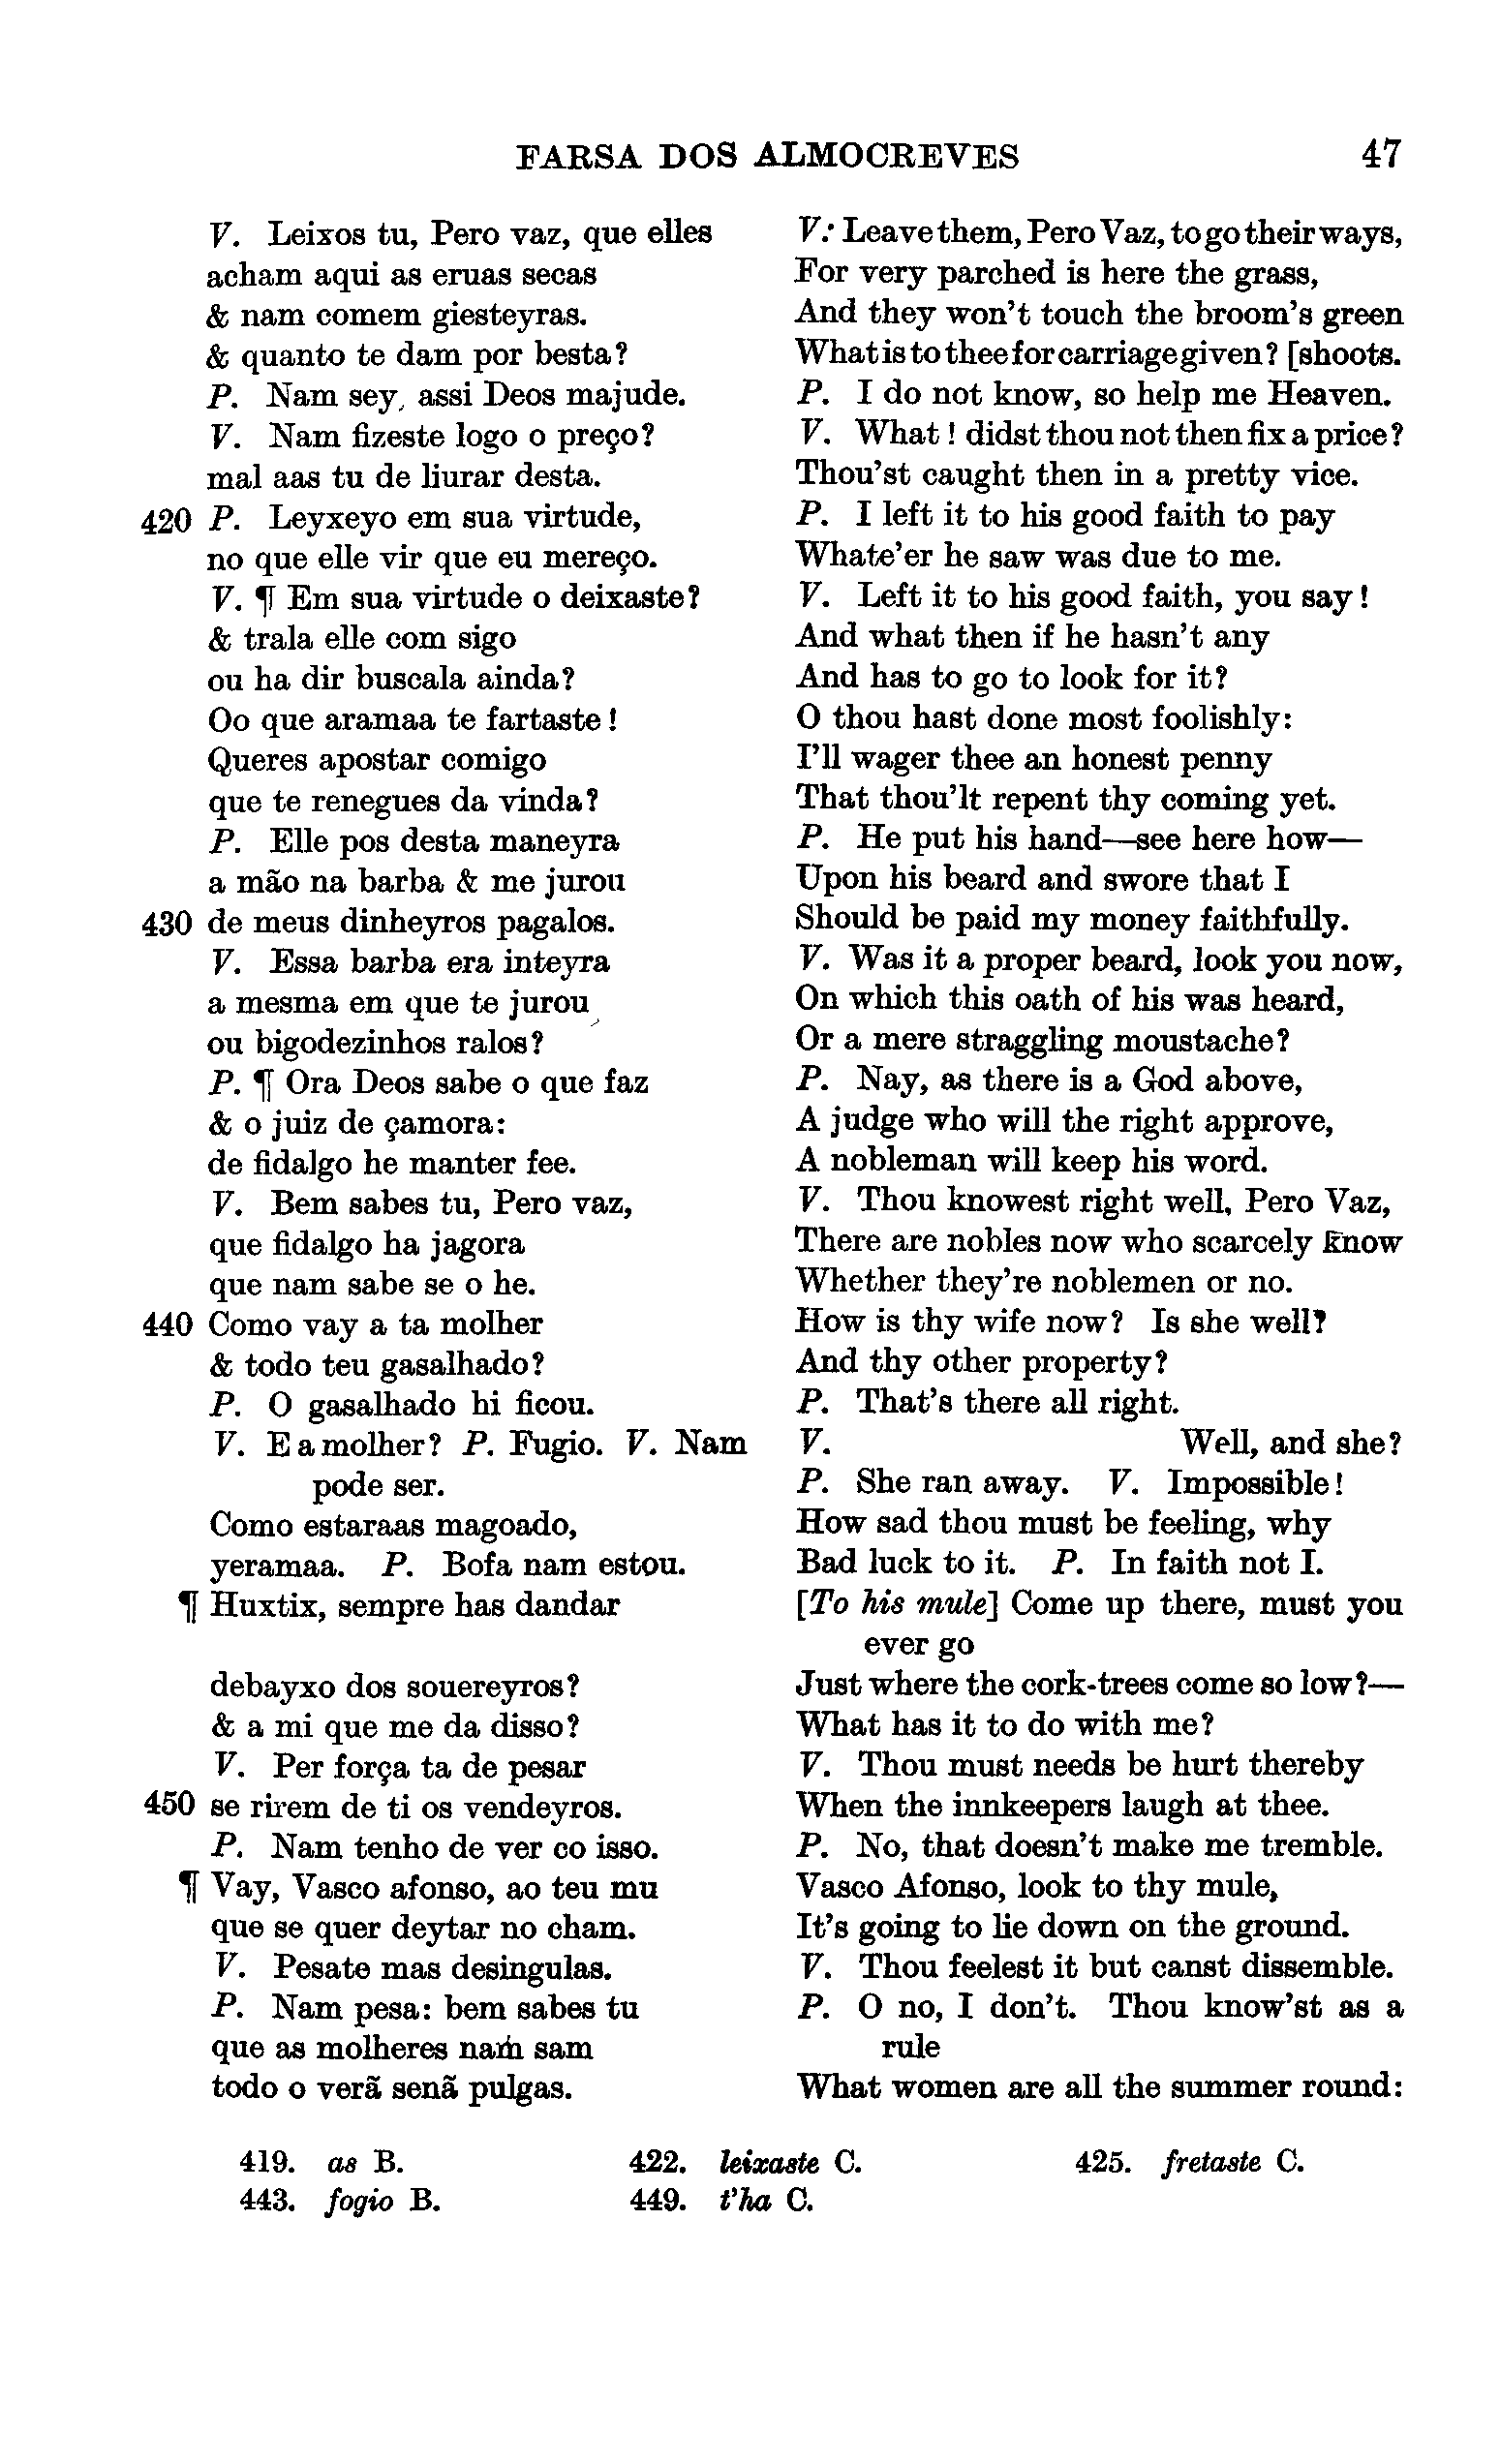 FARSA DOS ALMOCREVES 47
V. Leixos tu, Pero vaz, que elles
acham aqui as eruas secas
& nam comem giesteyras.
& quanto te dam por besta?
P. Nam sey, assi Deos majude.
V. Nam fizeste logo o preço?
mal aas tu de liurar desta.
420 P. Leyxeyo em sua virtude,
no que elle vir que eu mereço.
V. ¶ Em sua virtude o deixaste?
& trala elle com sigo
ou ha dir buscala ainda?
Oo que aramaa te fartaste!
Queres apostar comigo
que te renegues da vinda?
P. Elle pos desta maneyra
a mão na barba & me jurou
430 de meus dinheyros pagalos.
V. Essa barba era inteyra
a mesma em que te jurou
ou bigodezinhos ralos?
P. ¶ Ora Deos sabe o que faz
& o juiz de çamora:
de fidalgo he manter fee.
V. Bem sabes tu, Pero vaz,
que fidalgo ha jagora
que nam sabe se o he.
440 Como vay a ta molher
& todo teu gasalhado?
P. O gasalhado hi ficou.
V. E a molher? P. Fugio. V. Nam
pode ser.
Como estaraas magoado,
yeramaa. P. Bofa nam estou.
¶ Huxtix, sempre has dandar
debayxo dos souereyros?
& a mi que me da disso?
V. Per força ta de pesar
450 se rirem de ti os vendeyros.
P. Nam tenho de ver co isso.
¶ Vay, Vasco afonso, ao teu mu
que se quer deytar no cham.
V. Pesate mas desingulas.
P. Nam pesa: bem sabes tu
que as molheres nam sam
todo o verã senã pulgas.
V. Leave them, Pero Vaz, to go their ways,
For very parched is here the grass,
And they won't touch the broom's green
What is to thee for carriage given? [shoots.
P. I do not know, so help me Heaven.
V. What! didst thou not then fix a price?
Thou'st caught then in a pretty vice.
P. I left it to his good faith to pay
Whate'er he saw was due to me.
V. Left it to his good faith, you say!
And what then if he hasn't any
And has to go to look for it?
O thou hast done most foolishly:
I'll wager thee an honest penny
That thou'lt repent thy coming yet.
P. He put his hand—see here how—
Upon his beard and swore that I
Should be paid my money faithfully.
V. Was it a proper beard, look you now,
On which this oath of his was heard,
Or a mere straggling moustache?
P. Nay, as there is a God above,
A judge who will the right approve,
A nobleman will keep his word.
V. Thou knowest right well, Pero Vaz,
There are nobles now who scarcely know
Whether they're noblemen or no.
How is thy wife now? Is she well?
And thy other property?
P. That's there all right.
V. Well, and she?
P. She ran away. V. Impossible!
How sad thou must be feeling, why
Bad luck to it. P. In faith not I.
[To his mule] Come up there, must you
ever go
Just where the cork-trees come so low?—
What has it to do with me?
V. Thou must needs be hurt thereby
When the innkeepers laugh at thee.
P. No, that doesn't make me tremble.
Vasco Afonso, look to thy mule,
It's going to lie down on the ground.
V. Thou feelest it but canst dissemble.
P. O no, I don't. Thou know'st as a
rule
What women are all the summer round:
419. as B. 422. leixaste C. 425. fretaste C.
443. fogio B. 449. t'ha C.